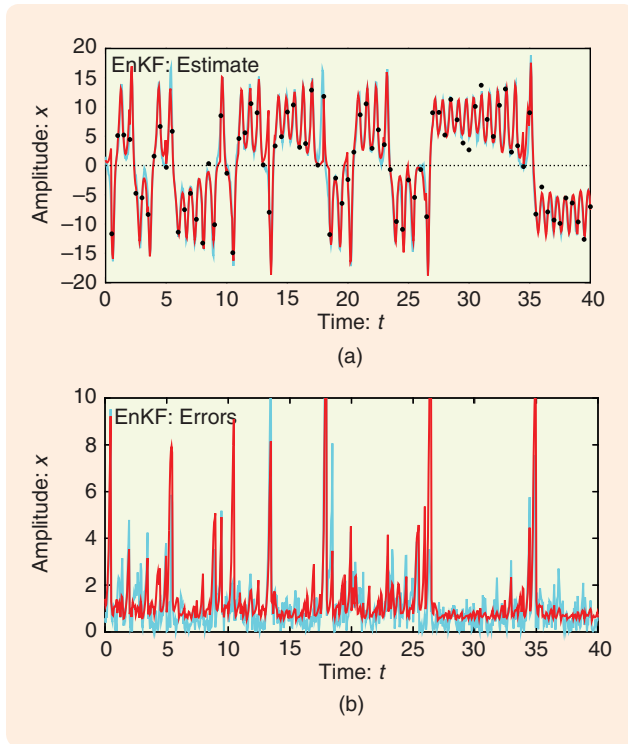 EnKF: Estimate
20
15
10
5
0
–5
–10
–15
–20
Amplitude: x
0 5 10 15 20 25 30 35 40
Time: t
(a)
EnKF: Errors
10
8
6
4
2
0
Amplitude: x
0 5 10 15 20 25 30 35 40
Time: t
(b)